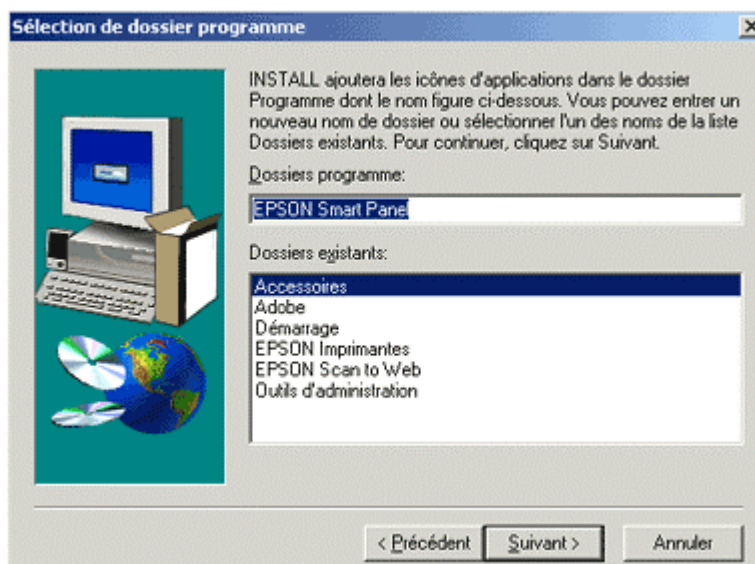 Sélection de dossier programme
INSTALL ajoutera les icônes d'applications dans le dossier
Programme dont le nom figure ci-dessous. Vous pouvez entrer un
nouveau nom de dossier ou sélectionner l'un des noms de la liste
Dossiers existants. Pour continuer, cliquez sur Suivant.
Dossiers programme:
EPSON Smart Panel
Dossiers existants:
Accessoires
Adobe
Démarrage
EPSON Imprimantes
EPSON Scan to Web
Outils d'administration
< Précédent
Suivant >
Annuler